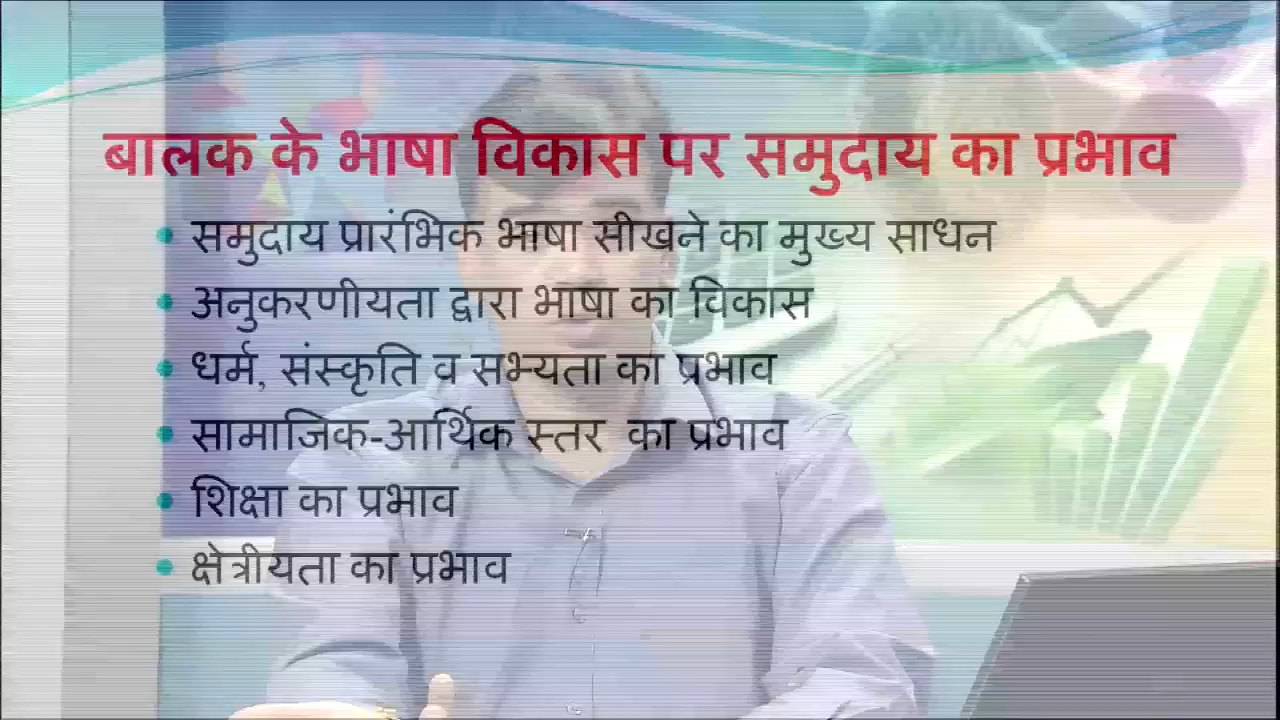 बालक के भाषा विकास पर समुदाय का प्रभाव
• समुदाय प्रारंभिक भाषा सीखने का मुख्य साधन
• अनुकरणीयता द्वारा भाषा का विकास
• धर्म, संस्कृति व सभ्यता का प्रभाव
• सामाजिक-आर्थिक स्तर का प्रभाव
• शिक्षा का प्रभाव
• क्षेत्रीयता का प्रभाव